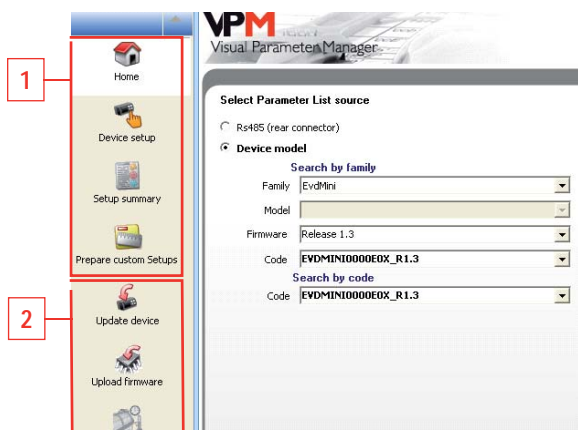 VPM
Visual Parameter Manager
1
Home
Device setup
Setup summary
Prepare custom Setups
2
Update device
Upload firmware
Select Parameter List source
Rs485 (rear connector)
Device model
Search by family
Family EvdMini
Model
Firmware Release 1.3
Code EVDMINI0000E0X_R1.3
Search by code
Code EVDMINI0000E0X_R1.3